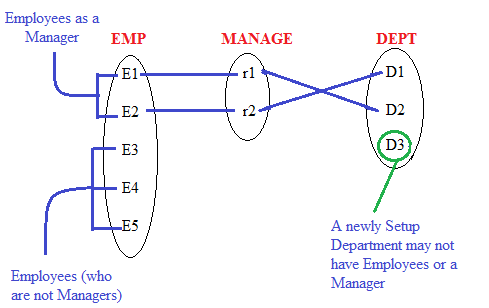 Employees as a
Manager
EMP
MANAGE
DEPT
E1
r1
D1
E2
r2
D2
E3
D3
E4
E5
A newly Setup
Department may not
have Employees or a
Manager
Employees (who
are not Managers)